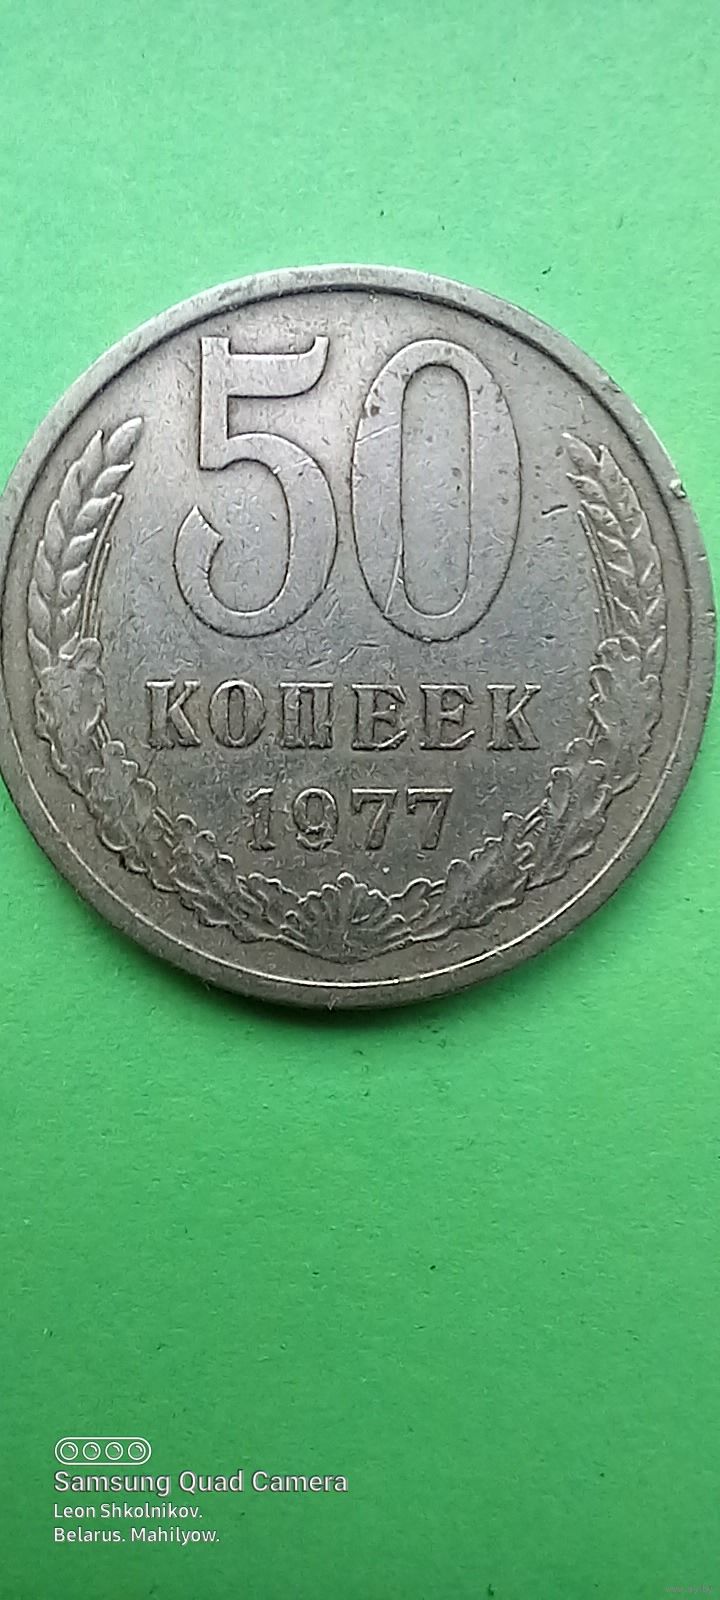 50
КОПЕЕК
1977
Samsung Quad Camera
Leon Shkolnikov.
Belarus. Mahilyow.